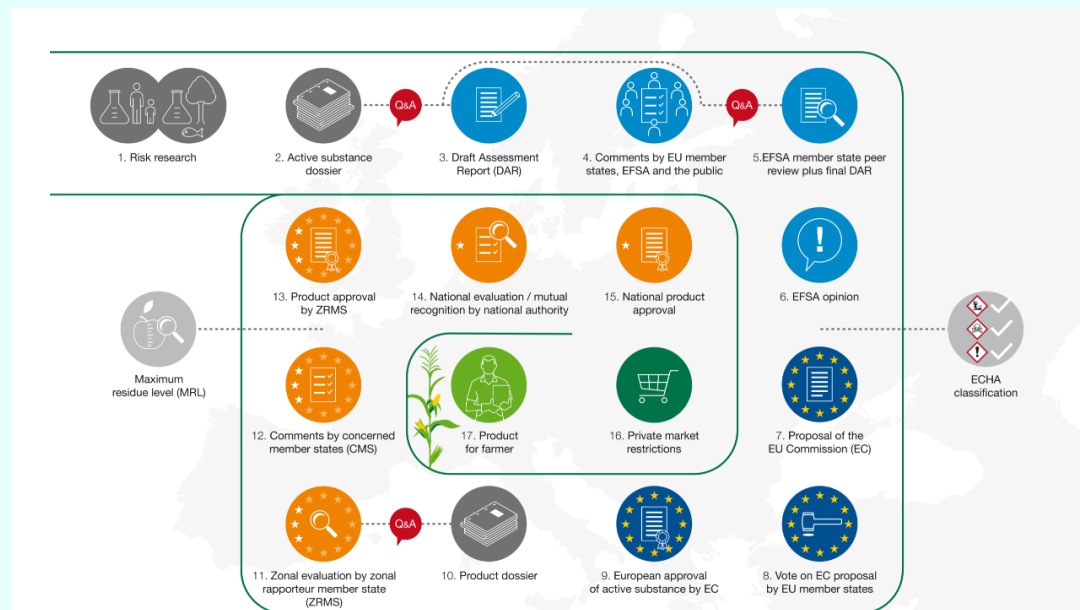 Q&A
Q&A
1. Risk research
2. Active substance
dossier
3. Draft Assessment
Report (DAR)
4. Comments by EU member
states, EFSA and the public
5.EFSA member state peer
review plus final DAR
13. Product approval
by ZRMS
14. National evaluation / mutual
recognition by national authority
15. National product
approval
6. EFSA opinion
Maximum
residue level (MRL)
ECHA
classification
12. Comments by concerned
member states (CMS)
17. Product
for farmer
16. Private market
restrictions
7. Proposal of the
EU Commission (EC)
Q&A
11. Zonal evaluation by zonal
rapporteur member state
(ZRMS)
10. Product dossier
9. European approval
of active substance by EC
8. Vote on EC proposal
by EU member states